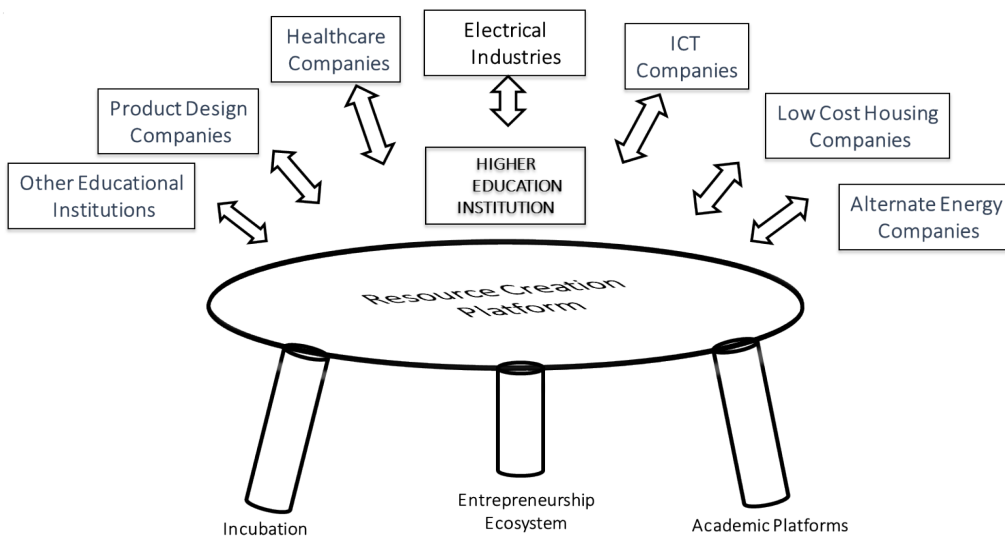 Healthcare
Companies
Electrical
Industries
ICT
Companies
Product Design
Companies
Low Cost Housing
Companies
Other Educational
Institutions
HIGHER
EDUCATION
INSTITUTION
Alternate Energy
Companies
Resource Creation
Platform
Incubation
Entrepreneurship
Ecosystem
Academic Platforms